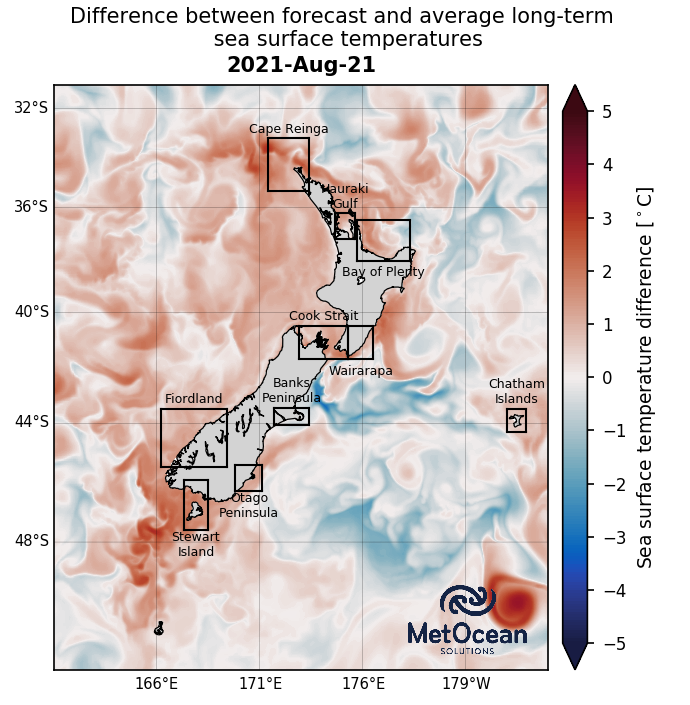 Difference between forecast and average long-term
sea surface temperatures
2021-Aug-21
32°S
36°S
40°S
44°S
48°S
Cape Reinga
Hauraki
Gulf
Bay of Plenty
Cook Strait
Wairarapa
Banks
Peninsula
Fiordland
Chatham
Islands
Otago
Peninsula
Stewart
Island
MetOcean
SOLUTIONS
166°E
171°E
176°E
179°W
5
4
3
2
1
0
−1
−2
−3
−4
−5
Sea surface temperature difference [°C]